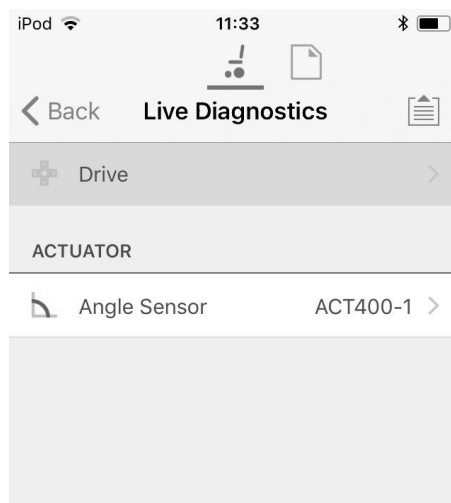 iPod 11:33
Back Live Diagnostics
Drive
ACTUATOR
Angle Sensor ACT400-1